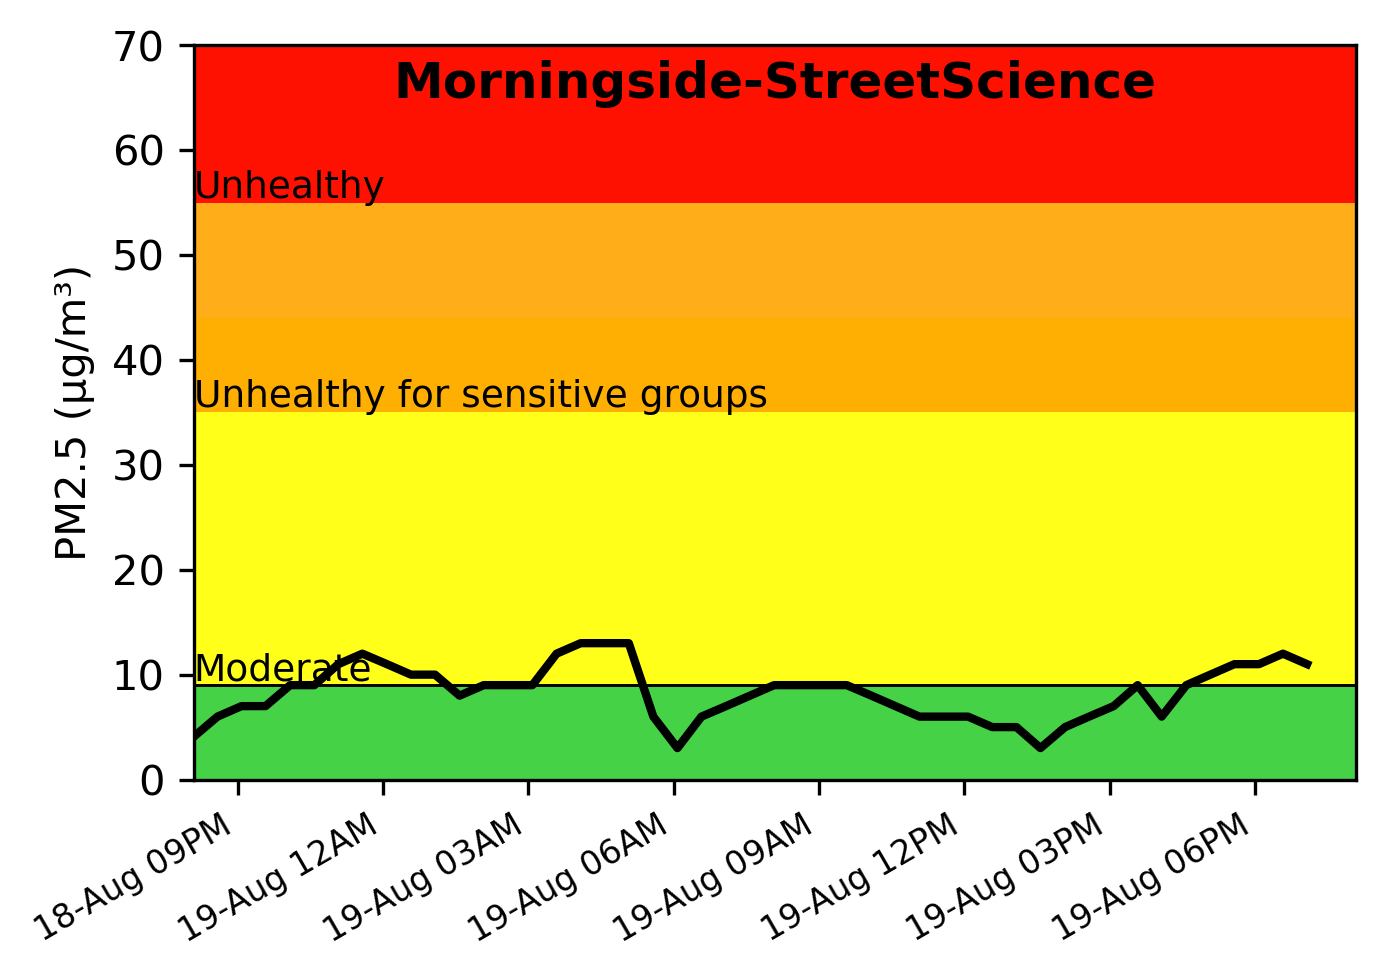 Morningside-StreetScience
70
60
50
40
30
20
10
0
PM2.5 (µg/m³)
Unhealthy
Unhealthy for sensitive groups
Moderate
18-Aug 09PM
19-Aug 12AM
19-Aug 03AM
19-Aug 06AM
19-Aug 09AM
19-Aug 12PM
19-Aug 03PM
19-Aug 06PM